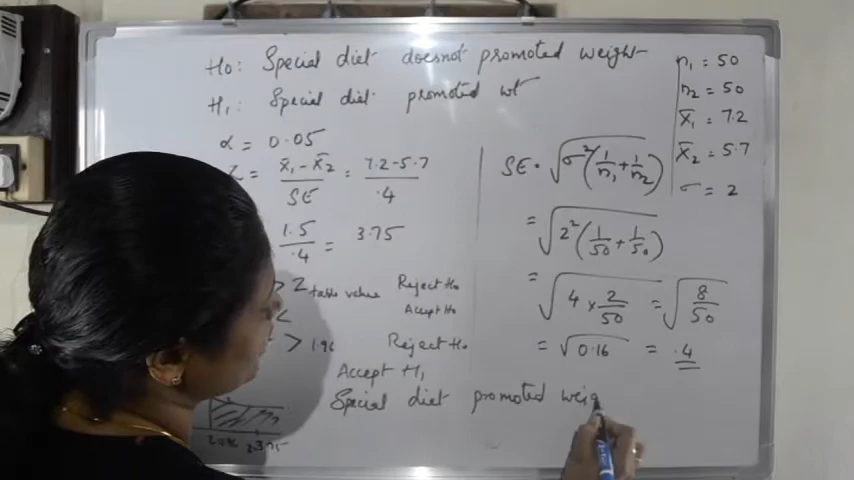 H0: Special diet doesnot promoted weight
H1: Special diet promoted wt
α = 0.05
Z = x̄1 - x̄2 / SE = 7.2-5.7 / .4
1.5 / .4 = 3.75
> Z table value Reject H0
< Accept H0
> 1.96 Reject H0
Accept H1
Special diet promoted weig
n1 = 50
n2 = 50
x̄1 = 7.2
x̄2 = 5.7
σ = 2
SE = √σ²(1/n1 + 1/n2)
= √2²(1/50 + 1/50)
= √4 × 2/50 = √8/50
= √0.16 = .4